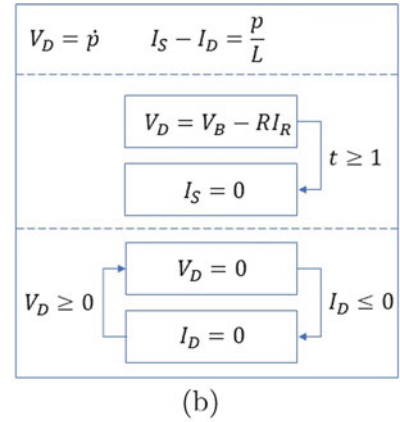 V_D = ṗ I_S − I_D = p/L
V_D = V_B − RI_R
t ≥ 1
I_S = 0
V_D = 0
V_D ≥ 0 I_D ≤ 0
I_D = 0
(b)